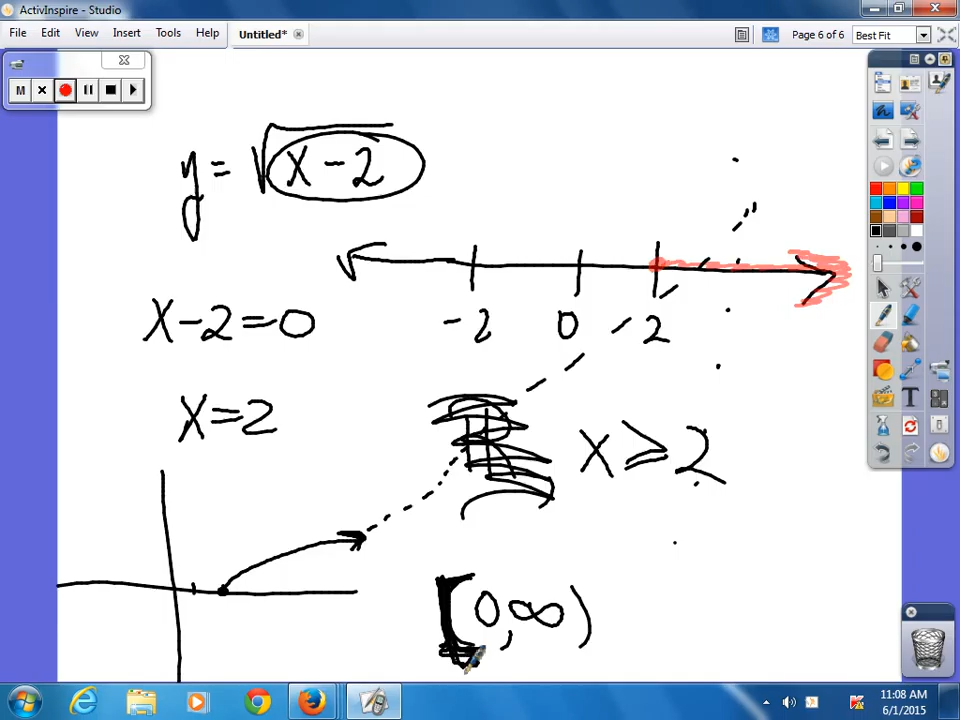 ActivInspire - Studio
File Edit View Insert Tools Help Untitled* Page 6 of 6 Best Fit
M
y = √x - 2
-2 0 2
x-2=0
x=2
x ≥ 2
[0,∞)
T
11:08 AM
6/1/2015